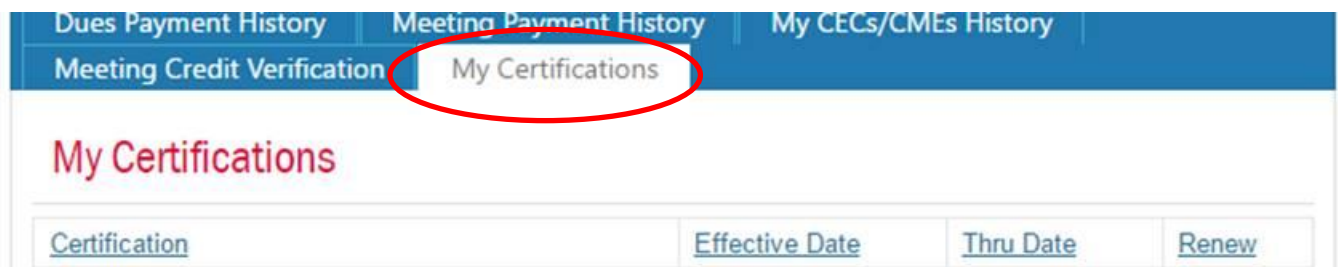 Dues Payment History Meeting Payment History My CECs/CMEs History
Meeting Credit Verification My Certifications
My Certifications
Certification Effective Date Thru Date Renew